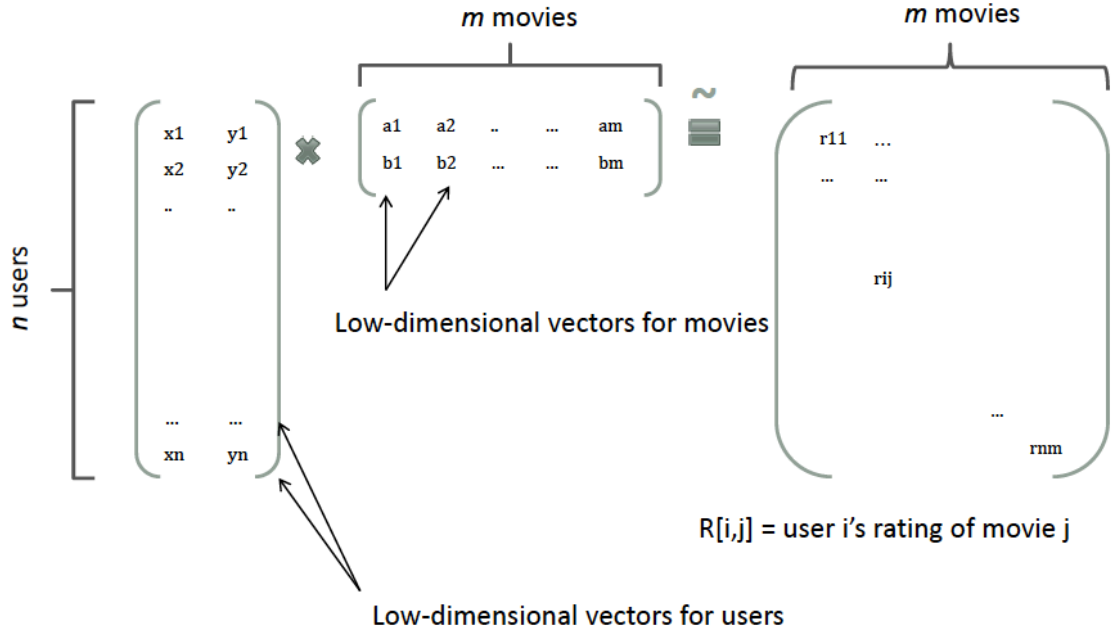 m movies
m movies
x1 y1
x2 y2
.. ..
... ...
xn yn
a1 a2 .. ... am
b1 b2 ... ... bm
~
r11 ...
... ...
rij
...
rnm
n users
Low-dimensional vectors for movies
R[i,j] = user i's rating of movie j
Low-dimensional vectors for users